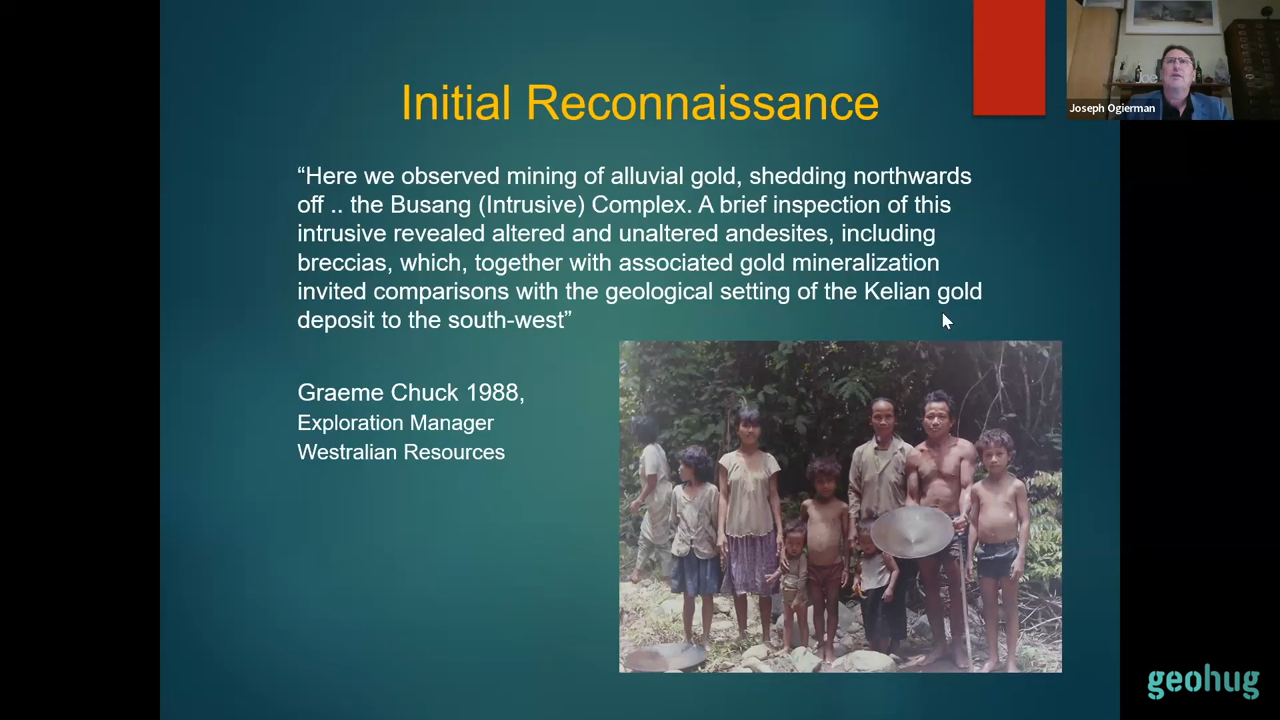 Initial Reconnaissance
“Here we observed mining of alluvial gold, shedding northwards
off .. the Busang (Intrusive) Complex. A brief inspection of this
intrusive revealed altered and unaltered andesites, including
breccias, which, together with associated gold mineralization
invited comparisons with the geological setting of the Kelian gold
deposit to the south-west”
Graeme Chuck 1988,
Exploration Manager
Westralian Resources
Joe
Joseph Ogierman
geohug